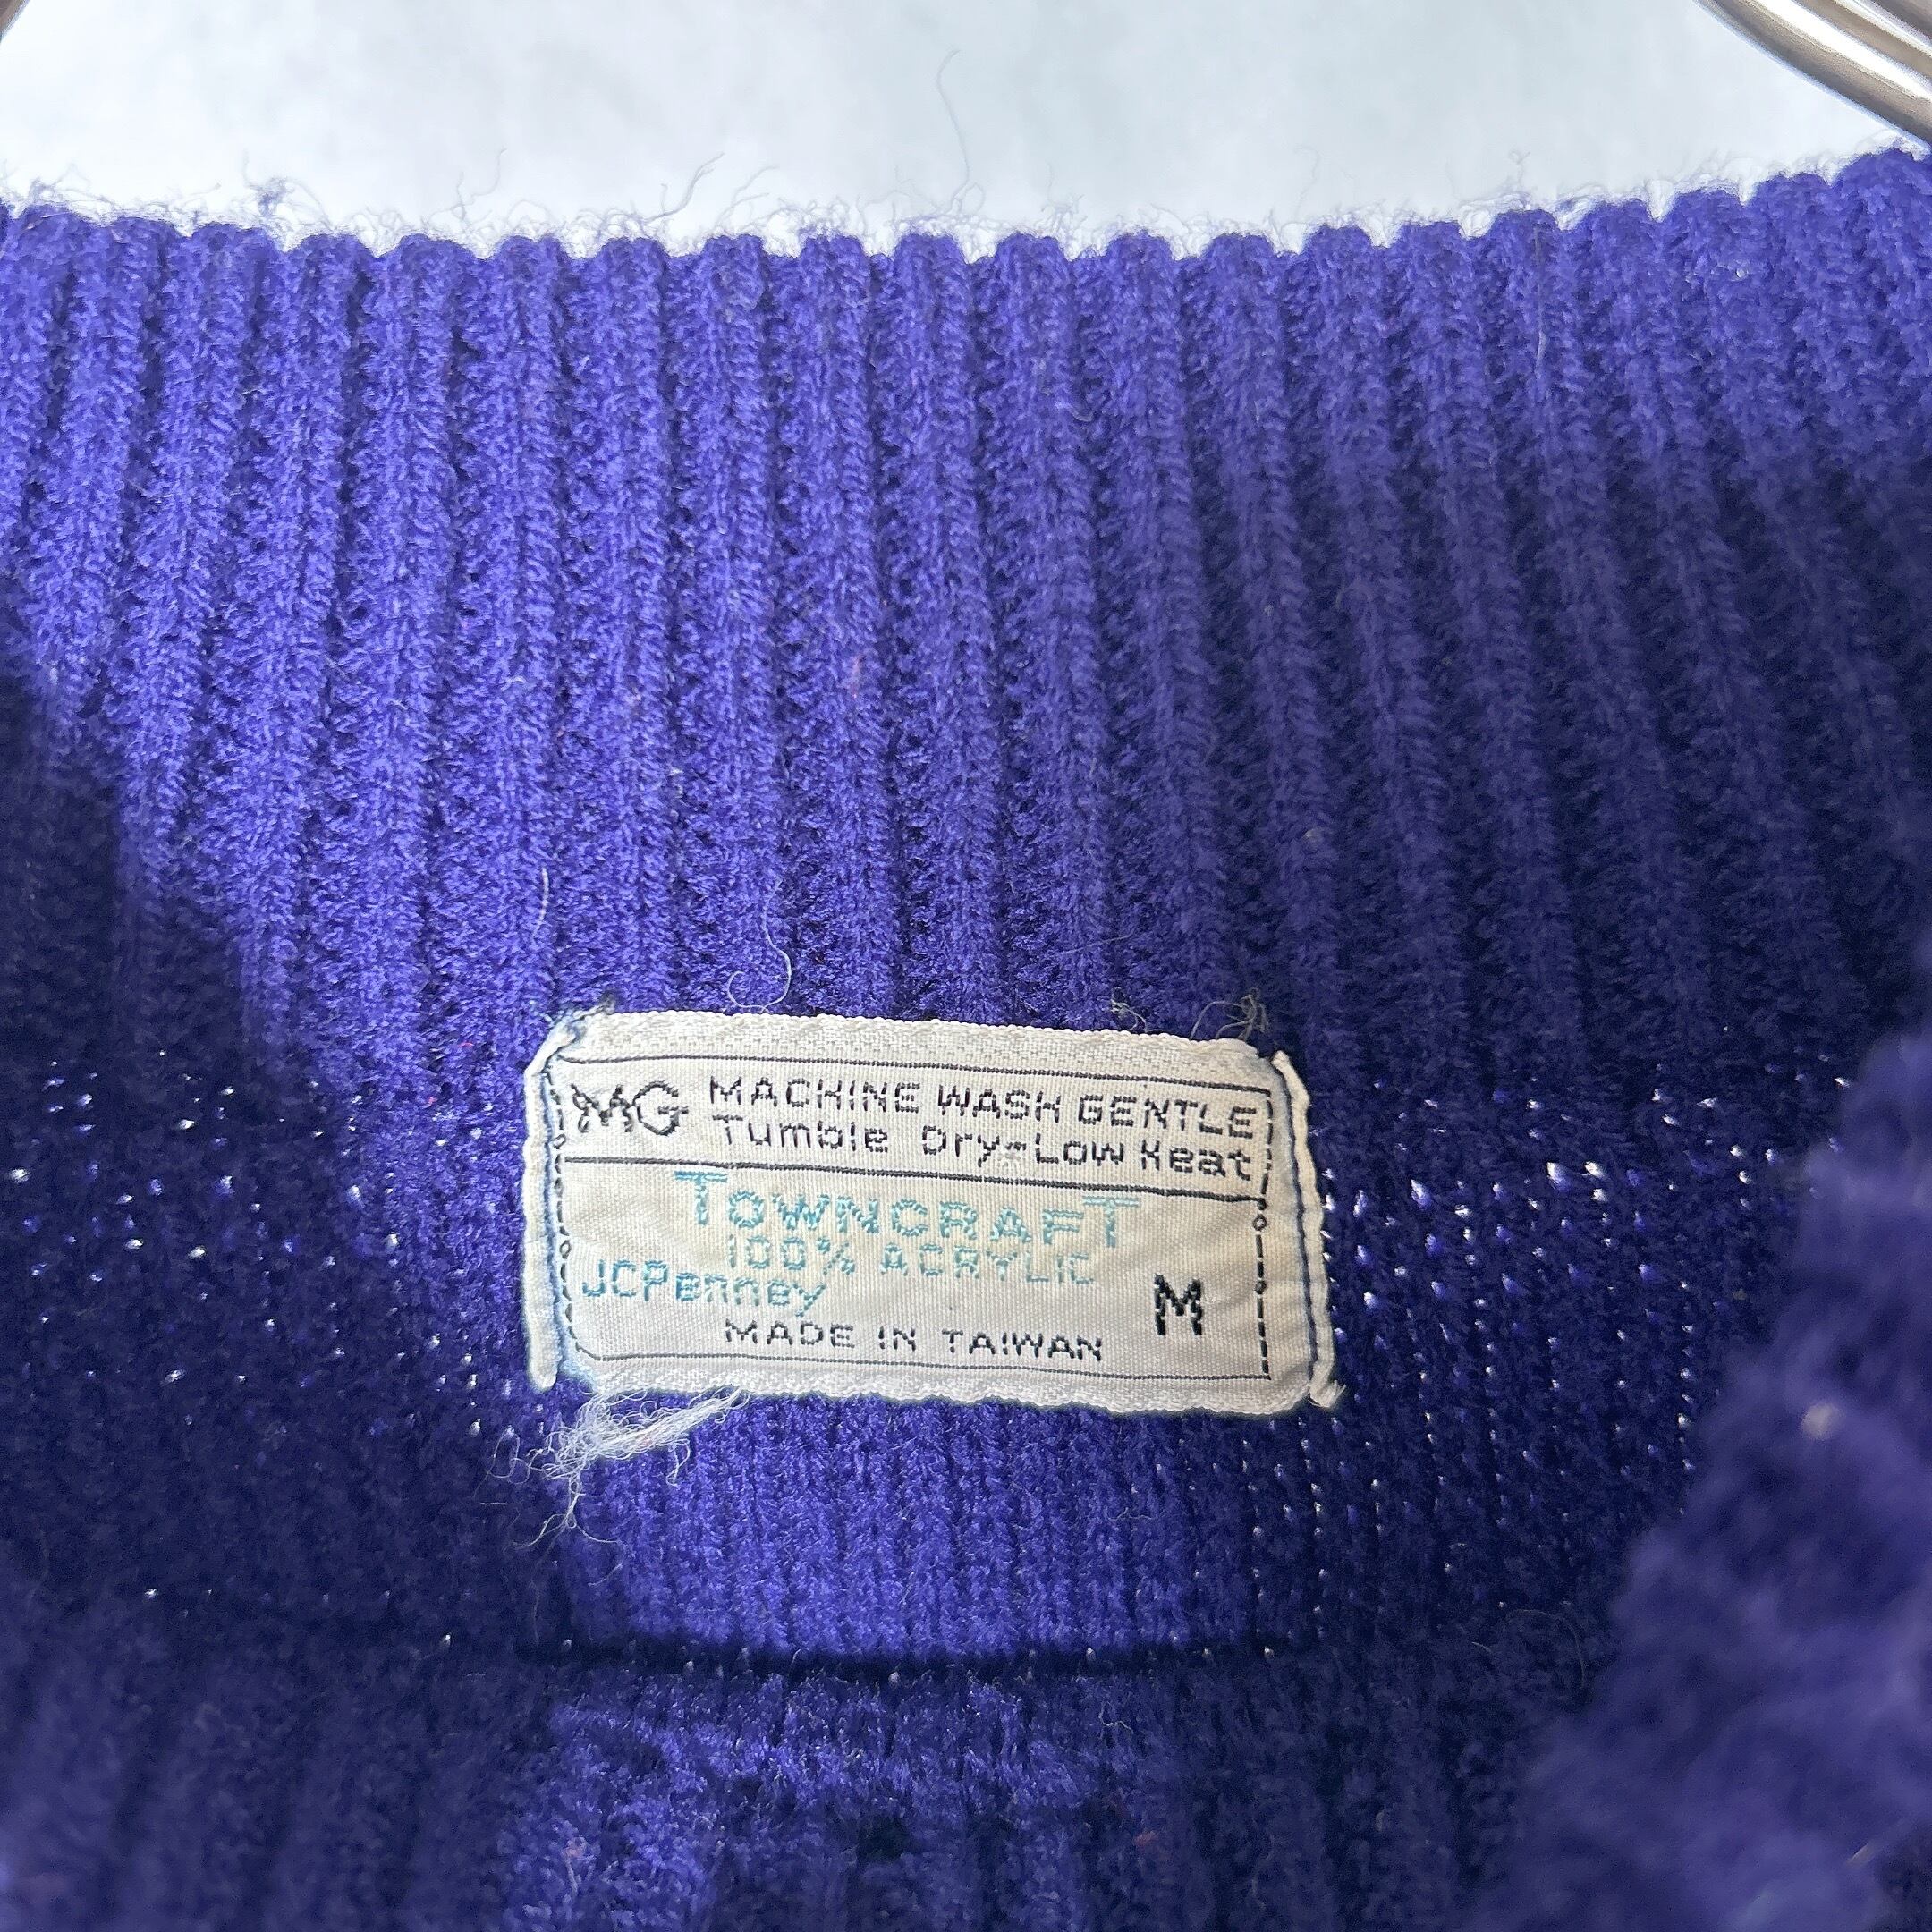 MG MACHINE WASH GENTLE
Tumble Dry-Low Heat
TOWNCRAFT
100% ACRYLIC
JCPenney
M
MADE IN TAIWAN